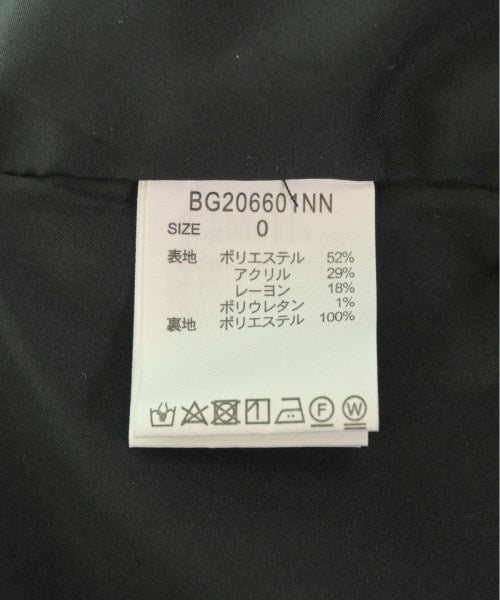 BG206601NN
SIZE 0
表地 ポリエステル 52%
アクリル 29%
レーヨン 18%
ポリウレタン 1%
裏地 ポリエステル 100%
F W